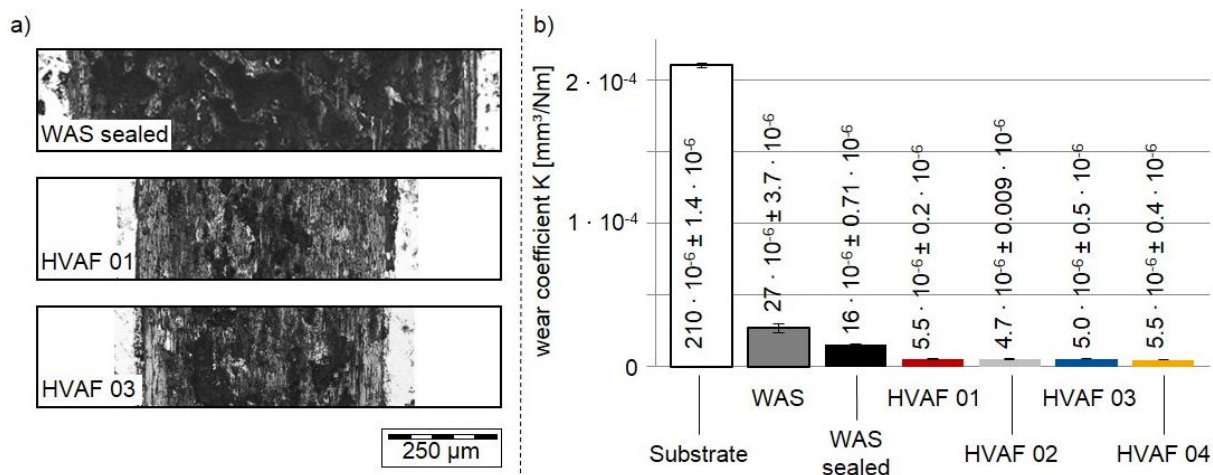 a)
WAS sealed
HVAF 01
HVAF 03
250 µm
b)
wear coefficient K [mm³/Nm]
2 · 10⁻⁴
1 · 10⁻⁴
0
210 · 10⁻⁶ ± 1.4 · 10⁻⁶
27 · 10⁻⁶ ± 3.7 · 10⁻⁶
16 · 10⁻⁶ ± 0.71 · 10⁻⁶
5.5 · 10⁻⁶ ± 0.2 · 10⁻⁶
4.7 · 10⁻⁶ ± 0.009 · 10⁻⁶
5.0 · 10⁻⁶ ± 0.5 · 10⁻⁶
5.5 · 10⁻⁶ ± 0.4 · 10⁻⁶
WAS
HVAF 01
HVAF 03
Substrate
WAS
sealed
HVAF 02
HVAF 04